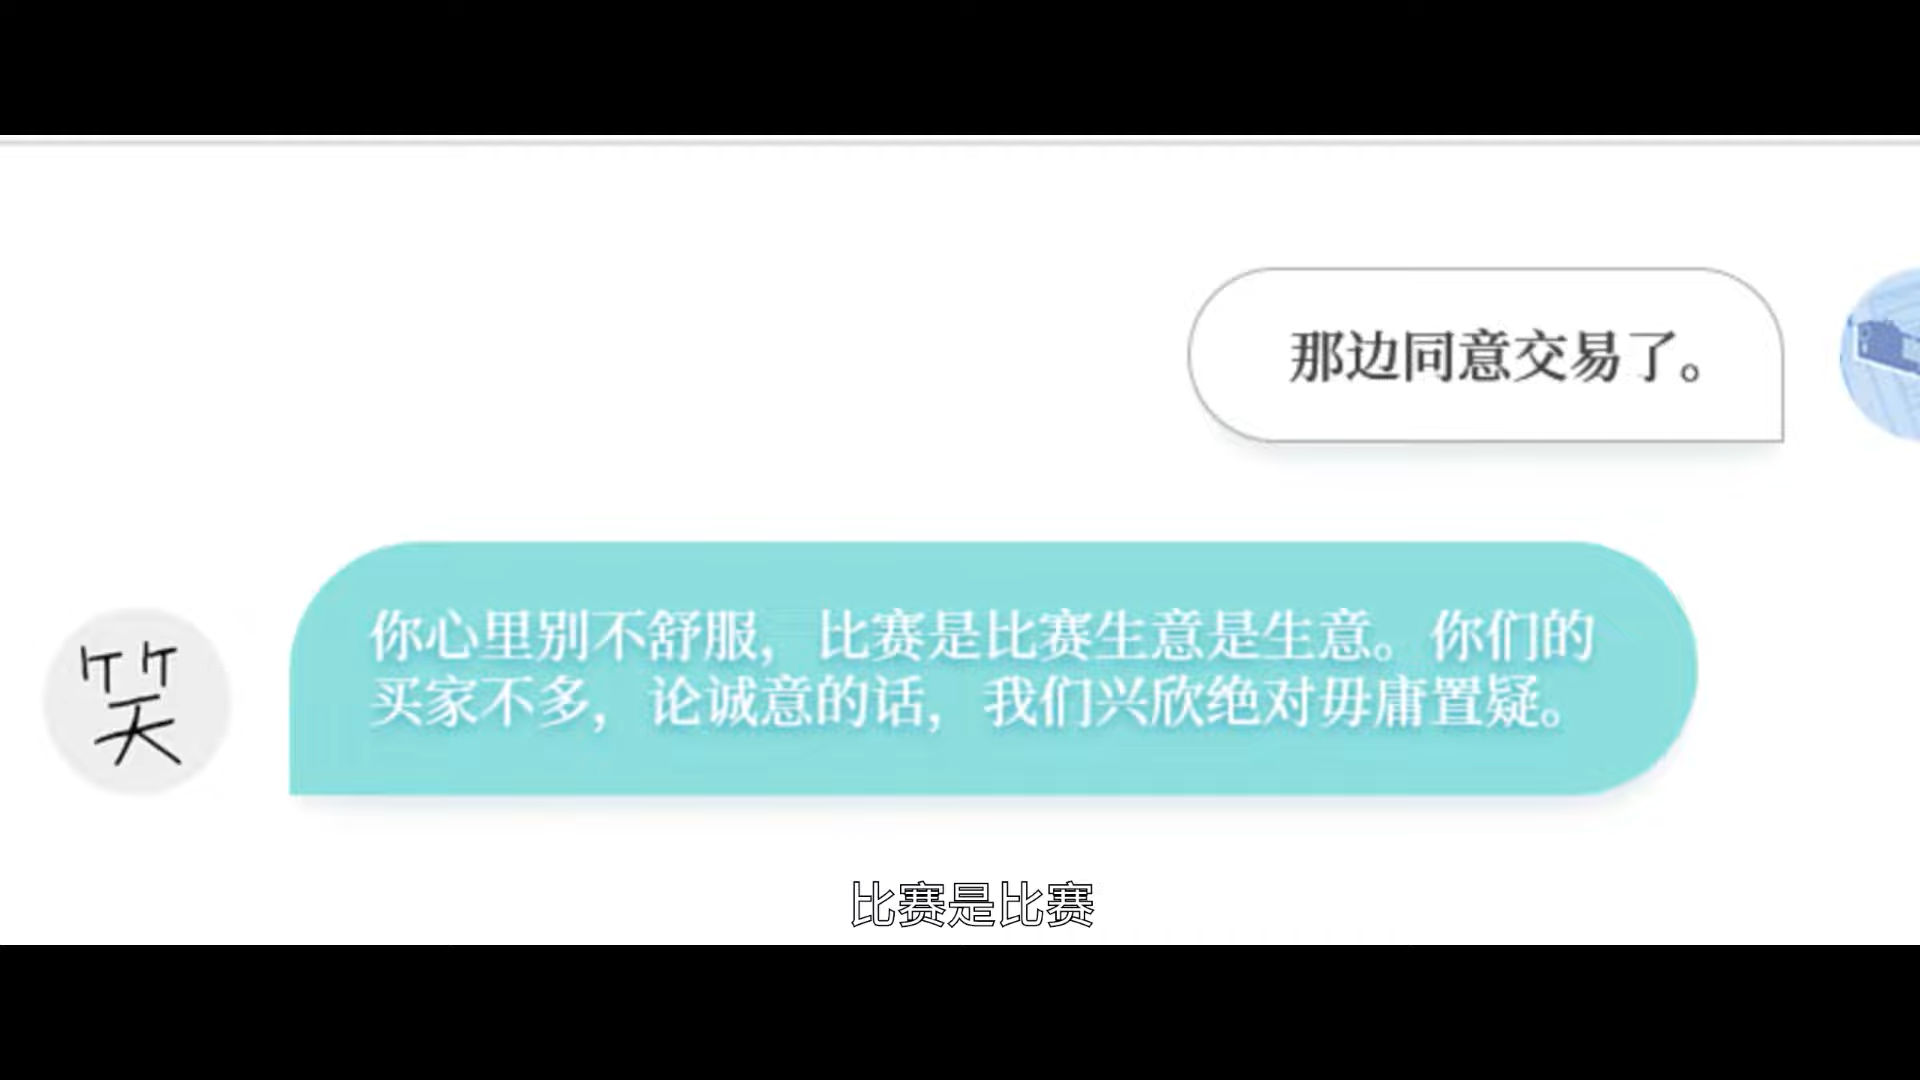 那边同意交易了。
笑
你心里别不舒服，比赛是比赛生意是生意。你们的
买家不多，论诚意的话，我们兴欣绝对毋庸置疑。
比赛是比赛